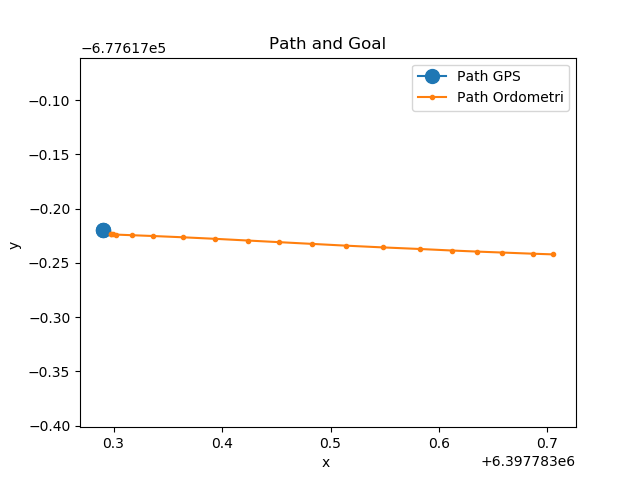 Path and Goal
−6.77617e5
Path GPS
Path Ordometri
−0.10
−0.15
−0.20
−0.25
−0.30
−0.35
−0.40
y
0.3 0.4 0.5 0.6 0.7
x
+6.397783e6